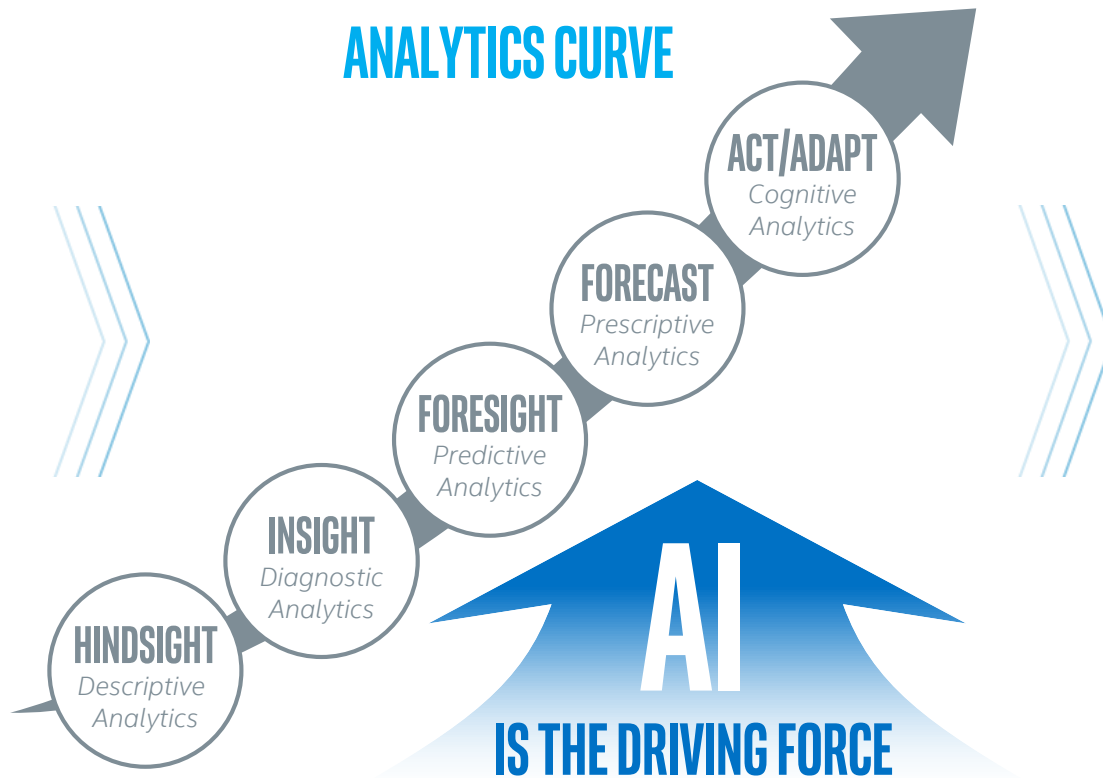 ANALYTICS CURVE
ACT/ADAPT
Cognitive
Analytics
FORECAST
Prescriptive
Analytics
FORESIGHT
Predictive
Analytics
INSIGHT
Diagnostic
Analytics
HINDSIGHT
Descriptive
Analytics
AI
IS THE DRIVING FORCE